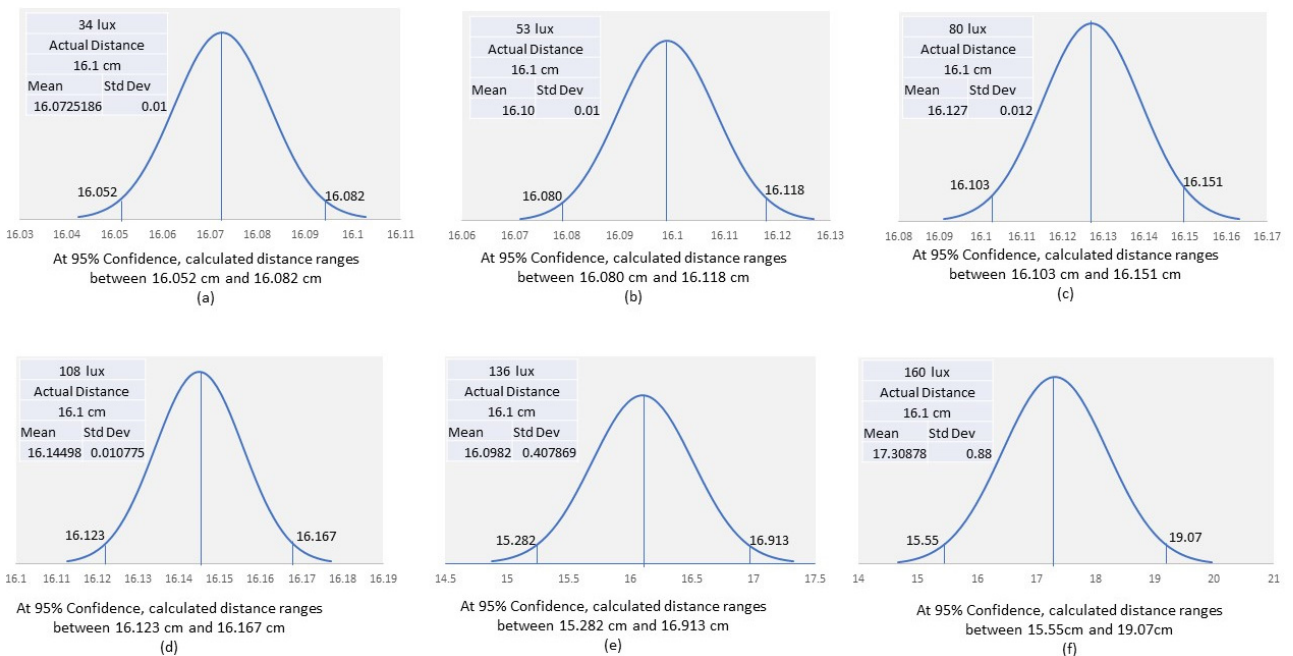 34 lux
Actual Distance
16.1 cm
Mean Std Dev
16.0725186 0.01
16.052
16.082
16.03 16.04 16.05 16.06 16.07 16.08 16.09 16.1 16.11
At 95% Confidence, calculated distance ranges
between 16.052 cm and 16.082 cm
(a)
53 lux
Actual Distance
16.1 cm
Mean Std Dev
16.10 0.01
16.080
16.118
16.06 16.07 16.08 16.09 16.1 16.11 16.12 16.13
At 95% Confidence, calculated distance ranges
between 16.080 cm and 16.118 cm
(b)
80 lux
Actual Distance
16.1 cm
Mean Std Dev
16.127 0.012
16.103
16.151
16.08 16.09 16.1 16.11 16.12 16.13 16.14 16.15 16.16 16.17
At 95% Confidence, calculated distance ranges
between 16.103 cm and 16.151 cm
(c)
108 lux
Actual Distance
16.1 cm
Mean Std Dev
16.14498 0.010775
16.123
16.167
16.1 16.11 16.12 16.13 16.14 16.15 16.16 16.17 16.18 16.19
At 95% Confidence, calculated distance ranges
between 16.123 cm and 16.167 cm
(d)
136 lux
Actual Distance
16.1 cm
Mean Std Dev
16.0982 0.407869
15.282
16.913
14.5 15 15.5 16 16.5 17 17.5
At 95% Confidence, calculated distance ranges
between 15.282 cm and 16.913 cm
(e)
160 lux
Actual Distance
16.1 cm
Mean Std Dev
17.30878 0.88
15.55
19.07
14 15 16 17 18 19 20 21
At 95% Confidence, calculated distance ranges
between 15.55cm and 19.07cm
(f)